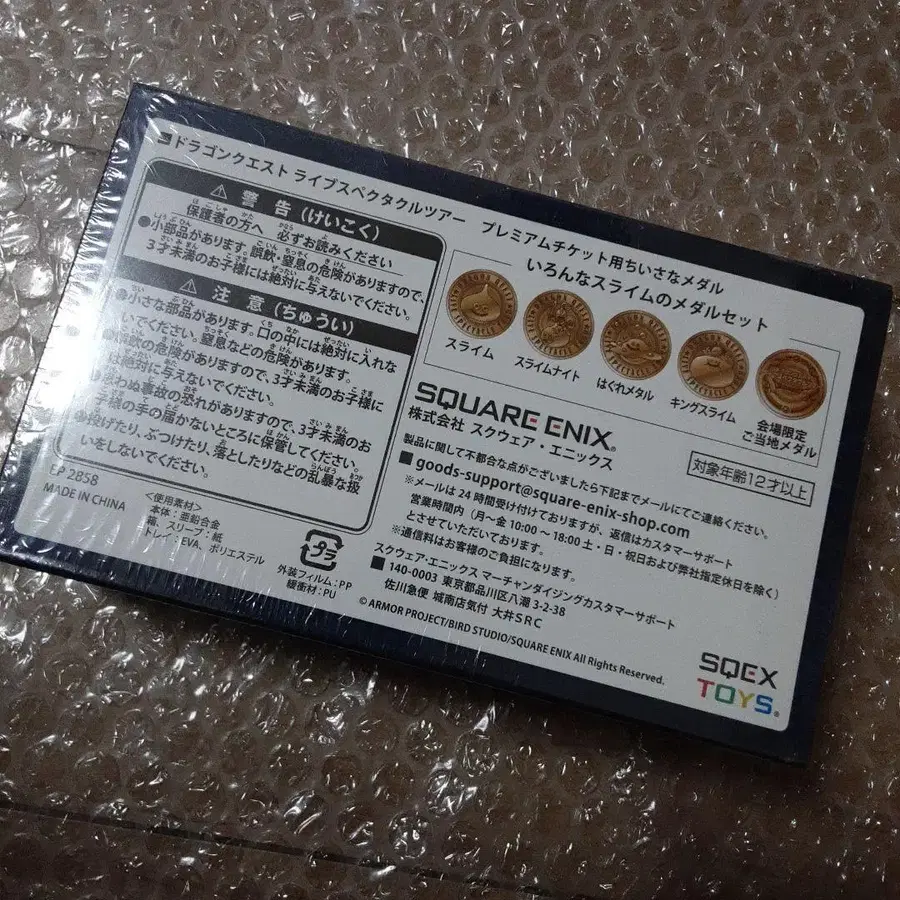 ドラゴンクエスト ライブスペクタクルツアー プレミアムチケット用ちいさなメダル
いろんなスライムのメダルセット
警告 (けいこく)
保護者の方へ 必ずお読みください
●小部品があります。誤飲・窒息の危険がありますので、
3才未満のお子様には絶対に与えないでください。
注意 (ちゅうい)
●小さな部品があります。口の中には絶対に入れな
いでください。窒息などの危険があります。
●誤飲の危険がありますので、3才未満のお子様に
は絶対に与えないでください。
●思わぬ事故の恐れがありますので、3才未満のお
子様の手の届かないところに保管してください。
●投げたり、ぶつけたり、落としたりなどの乱暴な扱
いをしないでください。
EP 2B58
MADE IN CHINA
<使用素材>
本体:亜鉛合金
箱、スリーブ:紙
トレイ:EVA、ポリエステル
プラ
外装フィルム:PP
緩衝材:PU
スライム
スライムナイト
はぐれメタル
キングスライム
会場限定
ご当地メダル
SQUARE ENIX®
株式会社 スクウェア・エニックス
対象年齢12才以上
製品に関して不都合な点がございましたら下記までメールにてご連絡ください。
■goods-support@square-enix-shop.com
※メールは24時間受け付けておりますが、返信はカスタマーサポート
営業時間内 (月～金 10:00～18:00 土・日・祝日および弊社指定休日を除く)
とさせていただいております。
※通信料はお客様のご負担になります。
■スクウェア・エニックス マーチャンダイジングカスタマーサポート
140-0003 東京都品川区八潮 3-2-38
佐川急便 城南店気付 大井SRC
© ARMOR PROJECT/BIRD STUDIO/SQUARE ENIX All Rights Reserved.
SQEX
TOYS®